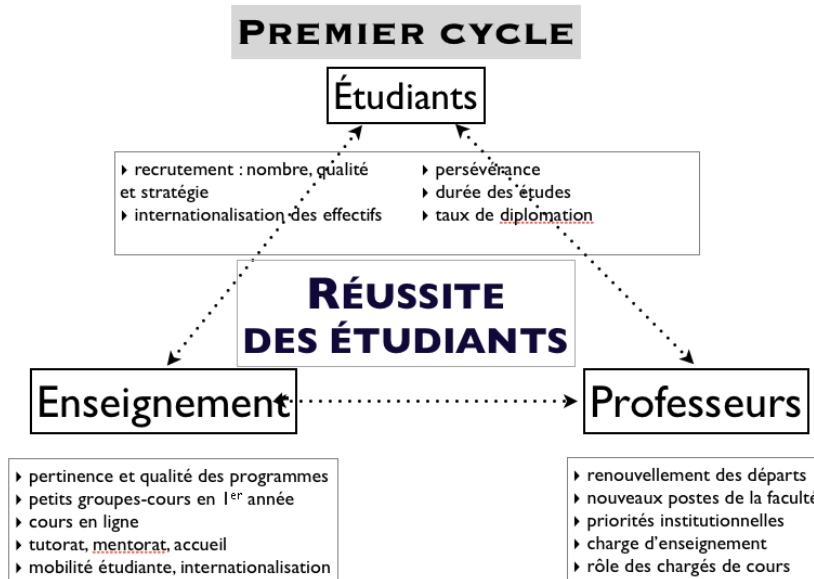 PREMIER CYCLE
Étudiants
▸ recrutement : nombre, qualité
et stratégie
▸ internationalisation des effectifs
▸ persévérance
▸ durée des études
▸ taux de diplomation
RÉUSSITE
DES ÉTUDIANTS
Enseignement
Professeurs
▸ pertinence et qualité des programmes
▸ petits groupes-cours en 1er année
▸ cours en ligne
▸ tutorat, mentorat, accueil
▸ mobilité étudiante, internationalisation
▸ renouvellement des départs
▸ nouveaux postes de la faculté
▸ priorités institutionnelles
▸ charge d'enseignement
▸ rôle des chargés de cours